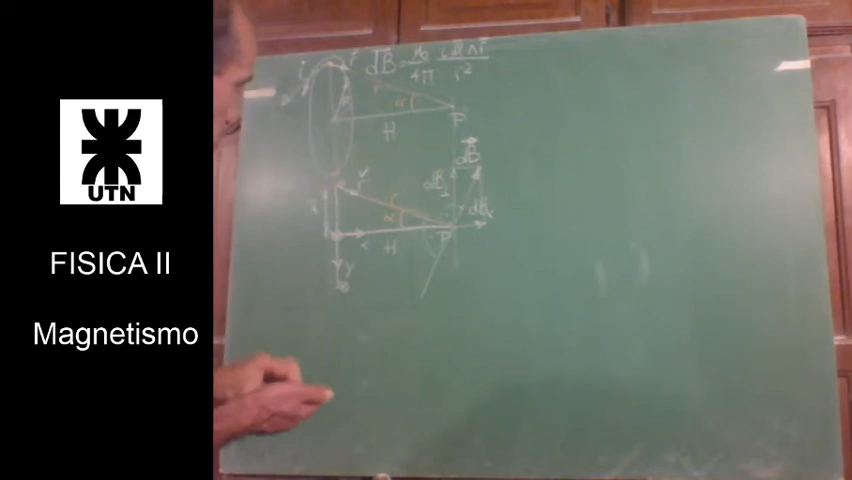 UTN
FISICA II
Magnetismo
dB = μ0 i dl ∧ r
4π r²
i r
R α
H P
dB
dB⊥
r
α dBx
H P
y